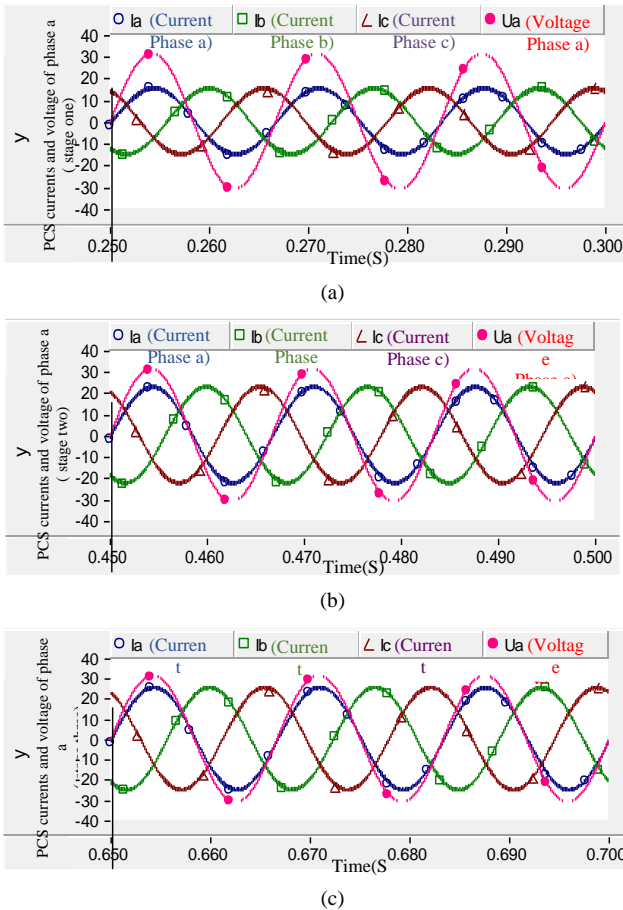 Ia (Current Phase a) Ib (Current Phase b) Ic (Current Phase c) Ua (Voltage Phase a)
y
PCS currents and voltage of phase a
( stage one)
40
30
20
10
0
-10
-20
-30
-40
0.250 0.260 0.270 0.280 0.290 0.300
Time(S)
(a)
Ia (Current Phase a) Ib (Current Phase Ic (Current Phase c) Ua (Voltag e
y
PCS currents and voltage of phase a
( stage two)
40
30
20
10
0
-10
-20
-30
-40
0.450 0.460 0.470 0.480 0.490 0.500
Time(S)
(b)
Ia (Curren t Ib (Curren t Ic (Curren t Ua (Voltag e
y
PCS currents and voltage of phase
a
40
30
20
10
0
-10
-20
-30
-40
0.650 0.660 0.670 0.680 0.690 0.700
Time(S
(c)